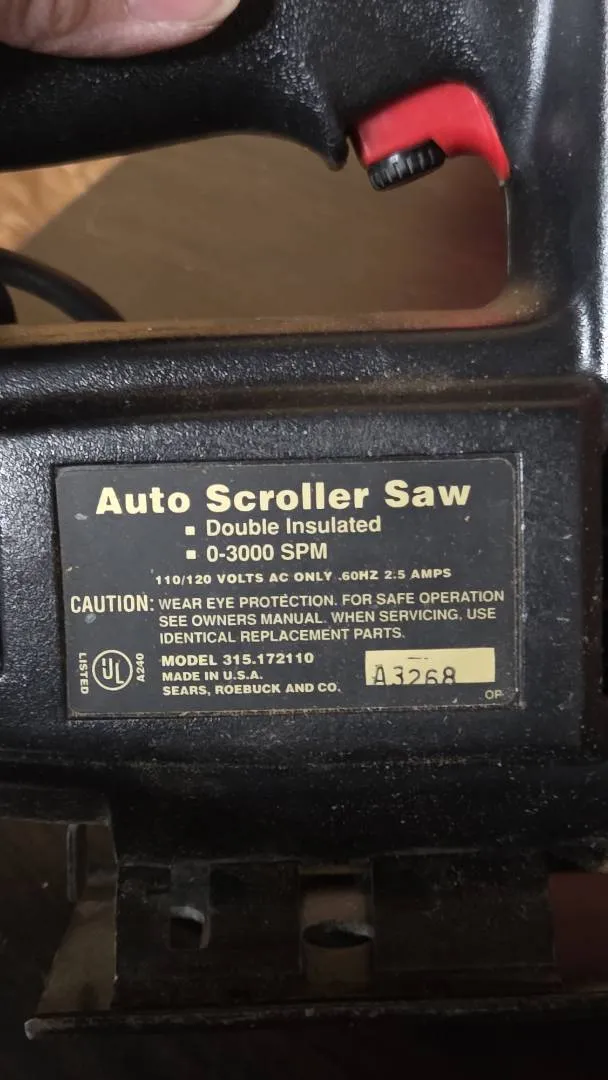 Auto Scroller Saw
▪ Double Insulated
▪ 0-3000 SPM
110/120 VOLTS AC ONLY .60HZ 2.5 AMPS
CAUTION: WEAR EYE PROTECTION. FOR SAFE OPERATION
SEE OWNERS MANUAL. WHEN SERVICING, USE
IDENTICAL REPLACEMENT PARTS.
LISTED UL A240
MODEL 315.172110
MADE IN U.S.A.
SEARS, ROEBUCK AND CO.
A3268
OP